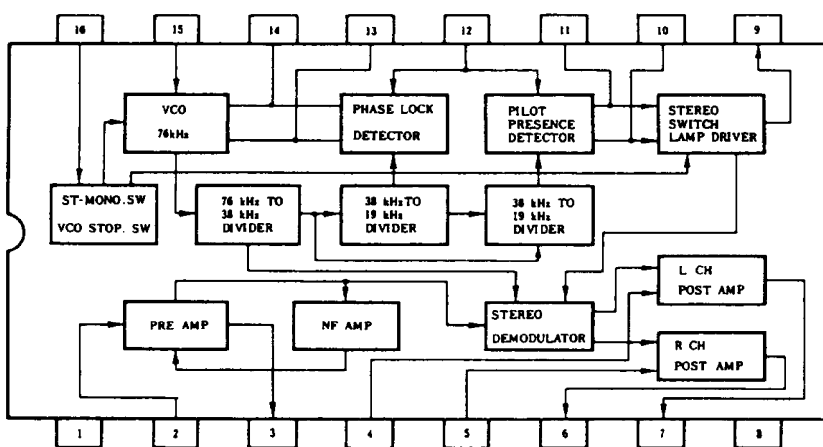 16 15 14 13 12 11 10 9
VCO
76kHz
PHASE LOCK
DETECTOR
PILOT
PRESENCE
DETECTOR
STEREO
SWITCH
LAMP DRIVER
ST-MONO.SW
VCO STOP. SW
76 kHz TO
38 kHz
DIVIDER
38 kHz TO
19 kHz
DIVIDER
38 kHz TO
19 kHz
DIVIDER
PRE AMP
NF AMP
STEREO
DEMODULATOR
L CH
POST AMP
R CH
POST AMP
1 2 3 4 5 6 7 8